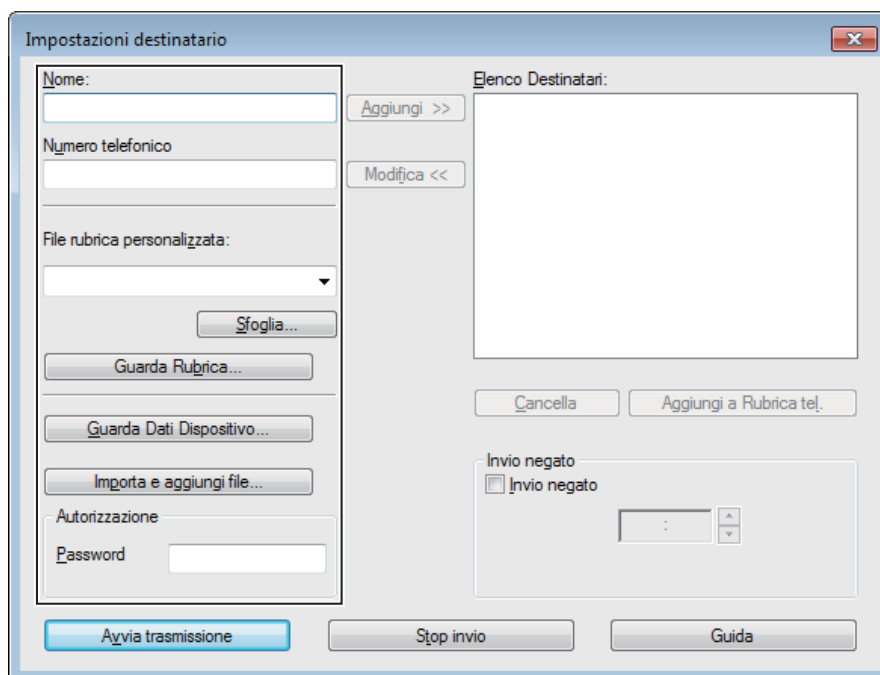 Impostazioni destinatario
Nome:
Aggiungi >>
Numero telefonico
Modifica <<
File rubrica personalizzata:
Sfoglia...
Guarda Rubrica...
Guarda Dati Dispositivo...
Importa e aggiungi file...
Autorizzazione
Password
Elenco Destinatari:
Cancella
Aggiungi a Rubrica tel.
Invio negato
Invio negato
:
Avvia trasmissione
Stop invio
Guida